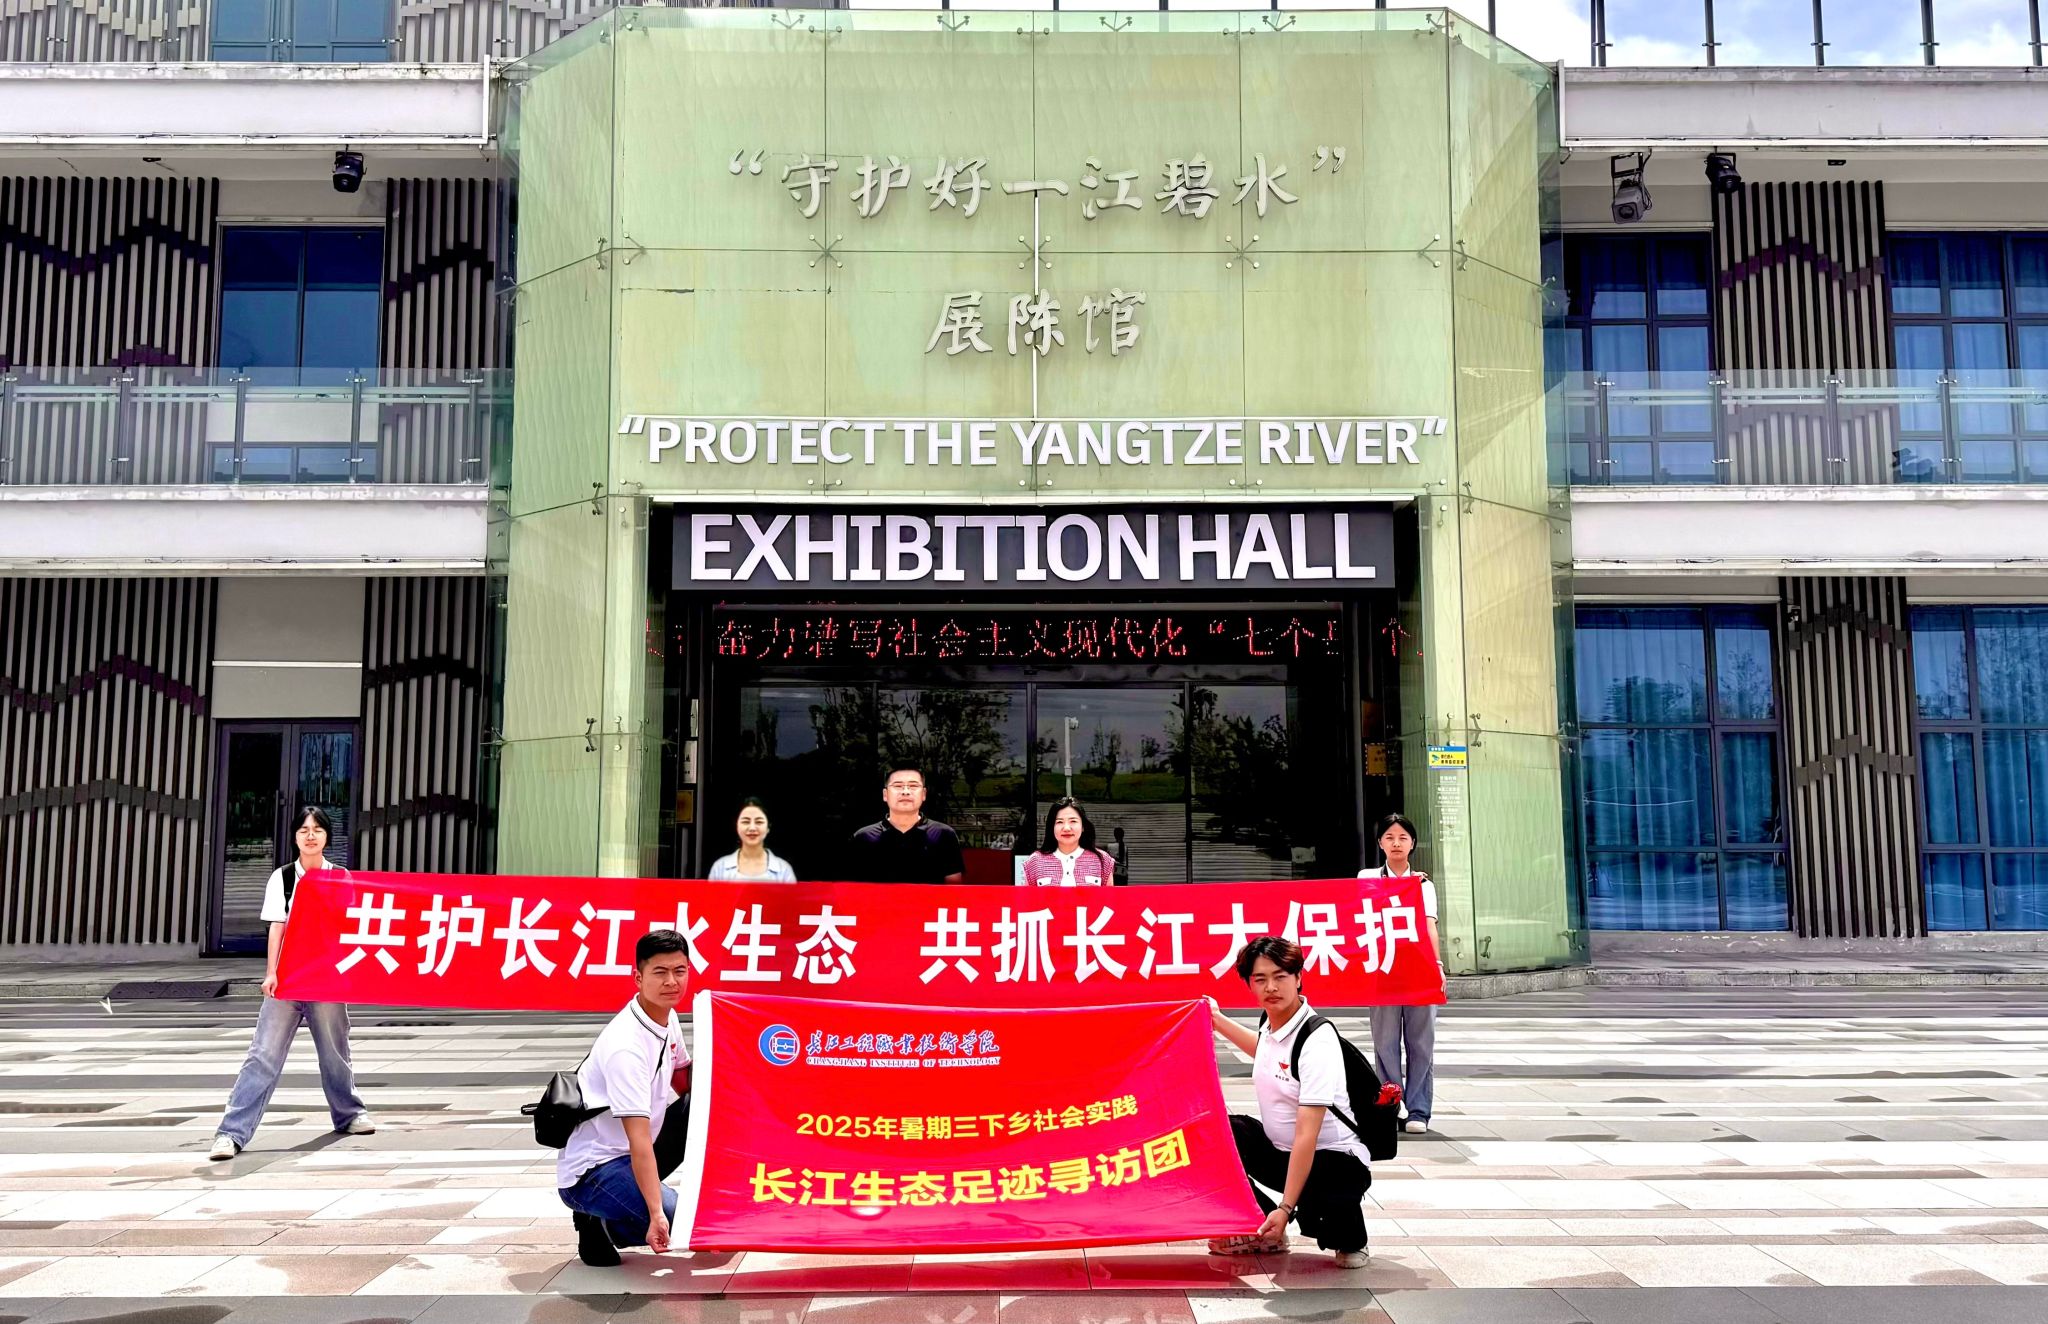 “守护好一江碧水”
展陈馆
“PROTECT THE YANGTZE RIVER”
EXHIBITION HALL
奋力谱写社会主义现代化“七个
共护长江水生态 共抓长江大保护
长江工程职业技术学院
CHANGJIANG INSTITUTE OF TECHNOLOGY
2025年暑期三下乡社会实践
长江生态足迹寻访团